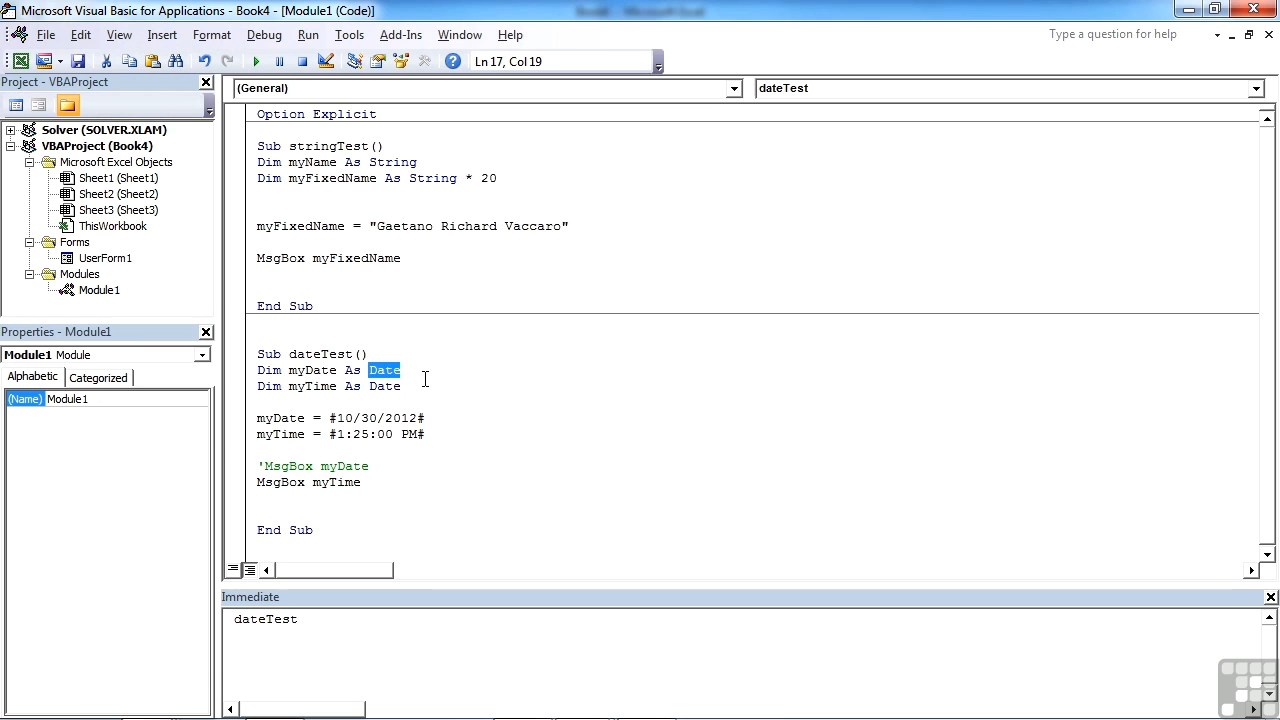 Microsoft Visual Basic for Applications - Book4 - [Module1 (Code)]
File Edit View Insert Format Debug Run Tools Add-Ins Window Help
Type a question for help
Ln 17, Col 19
Project - VBAProject
(General)
dateTest
Solver (SOLVER.XLAM)
VBAProject (Book4)
Microsoft Excel Objects
Sheet1 (Sheet1)
Sheet2 (Sheet2)
Sheet3 (Sheet3)
ThisWorkbook
Forms
UserForm1
Modules
Module1
Properties - Module1
Module1 Module
Alphabetic Categorized
(Name) Module1
Option Explicit
Sub stringTest()
Dim myName As String
Dim myFixedName As String * 20
myFixedName = "Gaetano Richard Vaccaro"
MsgBox myFixedName
End Sub
Sub dateTest()
Dim myDate As Date
Dim myTime As Date
myDate = #10/30/2012#
myTime = #1:25:00 PM#
'MsgBox myDate
MsgBox myTime
End Sub
Immediate
dateTest